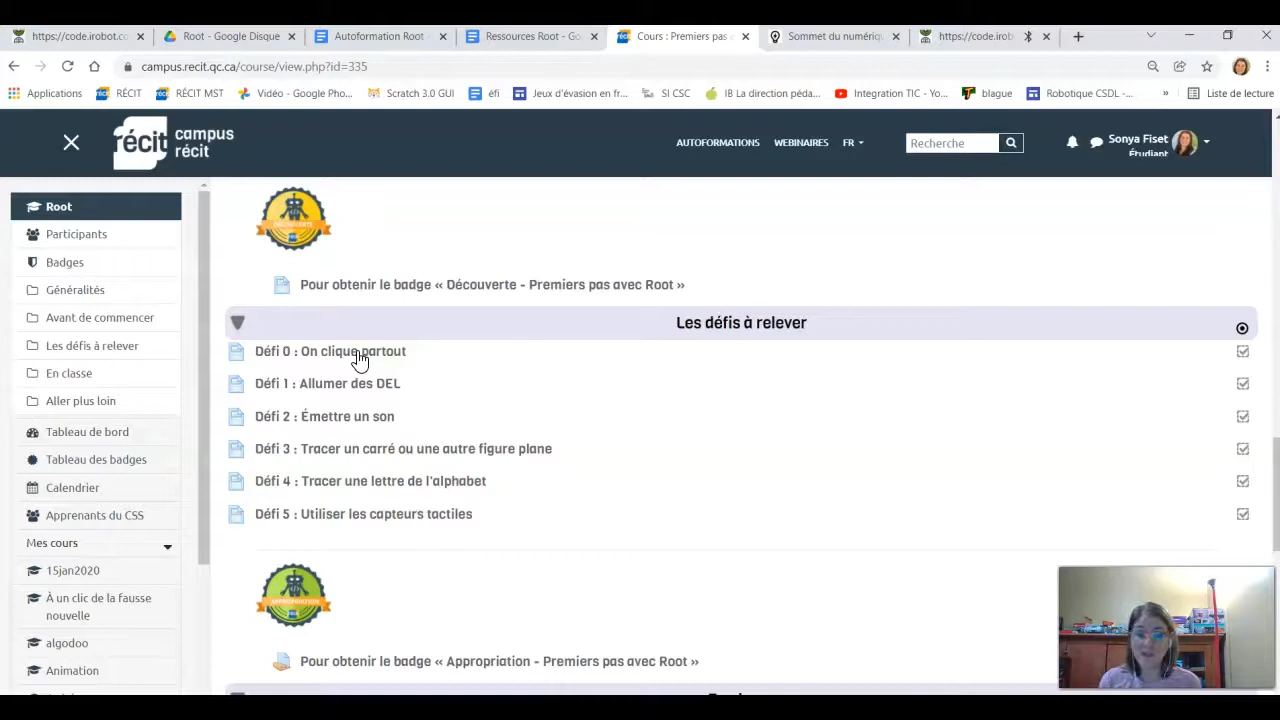 https://code.irobot.co
Root - Google Disque
Autoformation Root -
Ressources Root - Go
Cours : Premiers pas
Sommet du numériq
https://code.irob
campus.recit.qc.ca/course/view.php?id=335
Applications
RÉCIT
RÉCIT MST
Vidéo - Google Pho...
Scratch 3.0 GUI
éfi
Jeux d'évasion en fr...
SI CSC
IB La direction péda...
Integration TIC - Yo...
blague
Robotique CSDL -...
»
Liste de lecture
récit
campus
récit
AUTOFORMATIONS
WEBINAIRES
FR
Recherche
Sonya Fiset
Étudiant
Root
Participants
Badges
Généralités
Avant de commencer
Les défis à relever
En classe
Aller plus loin
Tableau de bord
Tableau des badges
Calendrier
Apprenants du CSS
Mes cours
15jan2020
À un clic de la fausse
nouvelle
algodoo
Animation
DÉCOUVERTE
Pour obtenir le badge « Découverte - Premiers pas avec Root »
Les défis à relever
Défi 0 : On clique partout
Défi 1 : Allumer des DEL
Défi 2 : Émettre un son
Défi 3 : Tracer un carré ou une autre figure plane
Défi 4 : Tracer une lettre de l'alphabet
Défi 5 : Utiliser les capteurs tactiles
APPROPRIATION
Pour obtenir le badge « Appropriation - Premiers pas avec Root »